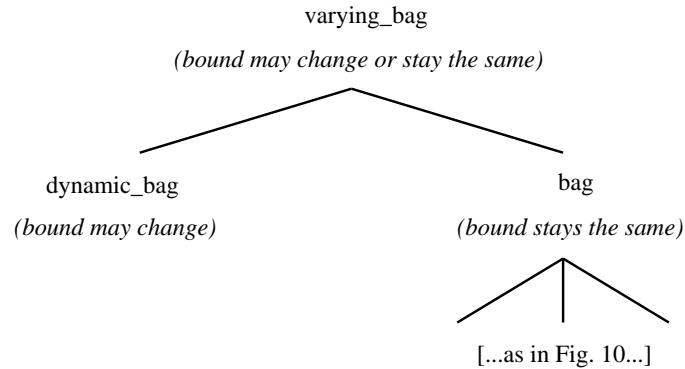 varying_bag
(bound may change or stay the same)
dynamic_bag
bag
(bound may change)
(bound stays the same)
[...as in Fig. 10...]